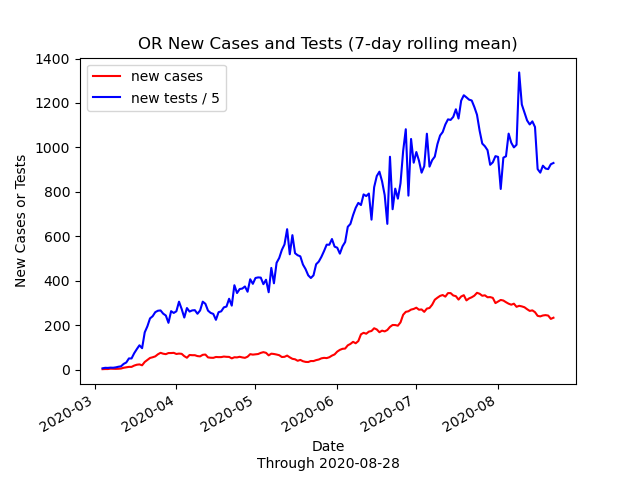 OR New Cases and Tests (7-day rolling mean)
new cases
new tests / 5
New Cases or Tests
1400
1200
1000
800
600
400
200
0
2020-03
2020-04
2020-05
2020-06
2020-07
2020-08
Date
Through 2020-08-28